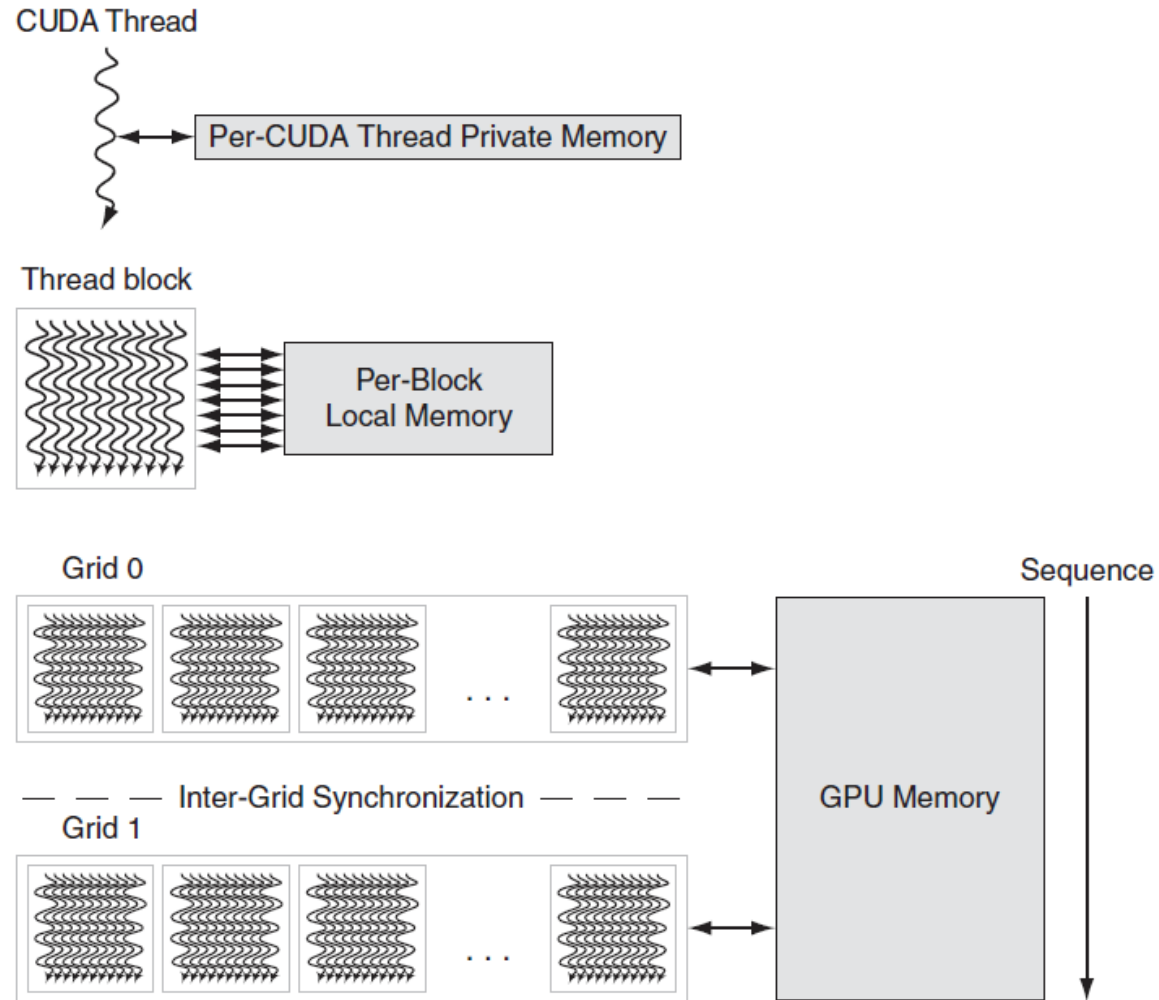 CUDA Thread
Per-CUDA Thread Private Memory
Thread block
Per-Block
Local Memory
Grid 0
Sequence
. . .
Inter-Grid Synchronization
GPU Memory
Grid 1
. . .